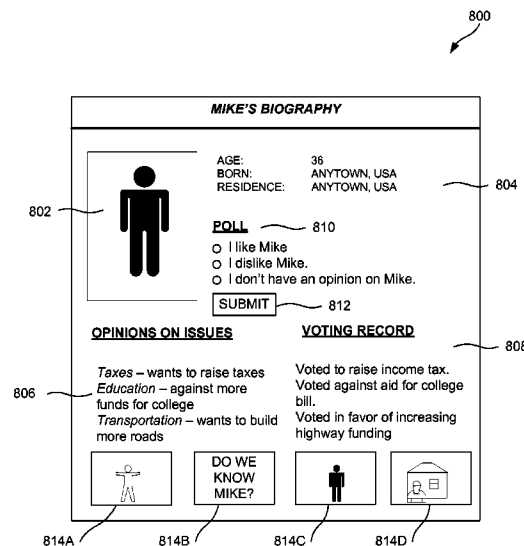 800
MIKE'S BIOGRAPHY
AGE: 36
BORN: ANYTOWN, USA
RESIDENCE: ANYTOWN, USA
804
802
POLL
810
I like Mike
I dislike Mike.
I don't have an opinion on Mike.
SUBMIT
812
OPINIONS ON ISSUES
Taxes – wants to raise taxes
Education – against more
funds for college
Transportation – wants to build
more roads
806
VOTING RECORD
808
Voted to raise income tax.
Voted against aid for college
bill.
Voted in favor of increasing
highway funding
DO WE
KNOW
MIKE?
814A
814B
814C
814D